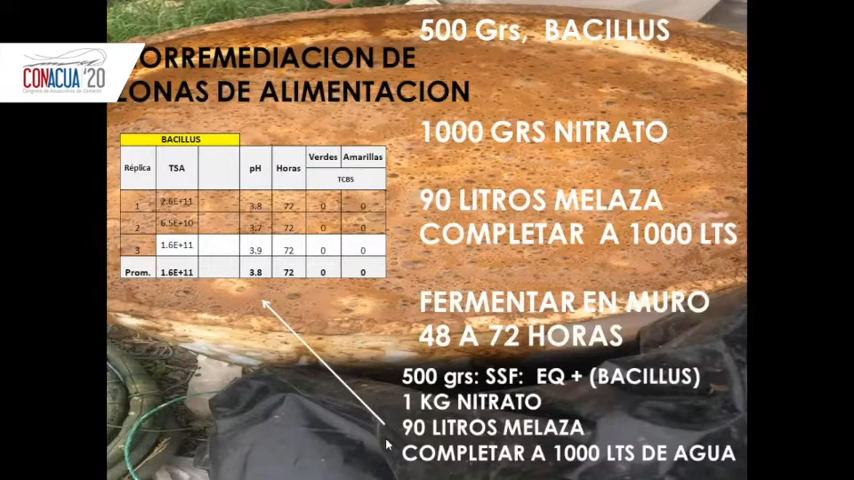 500 Grs, BACILLUS
ORREMEDIACION DE
ZONAS DE ALIMENTACION
CONACUA '20
1000 GRS NITRATO
90 LITROS MELAZA
COMPLETAR A 1000 LTS
FERMENTAR EN MURO
48 A 72 HORAS
BACILLUS
Réplica TSA pH Horas Verdes Amarillas
TCBS
1 2.6E+11 3.8 72 0 0
2 6.5E+10 3.7 72 0 0
3 1.6E+11 3.9 72 0 0
Prom. 1.6E+11 3.8 72 0 0
500 grs: SSF: EQ + (BACILLUS)
1 KG NITRATO
90 LITROS MELAZA
COMPLETAR A 1000 LTS DE AGUA